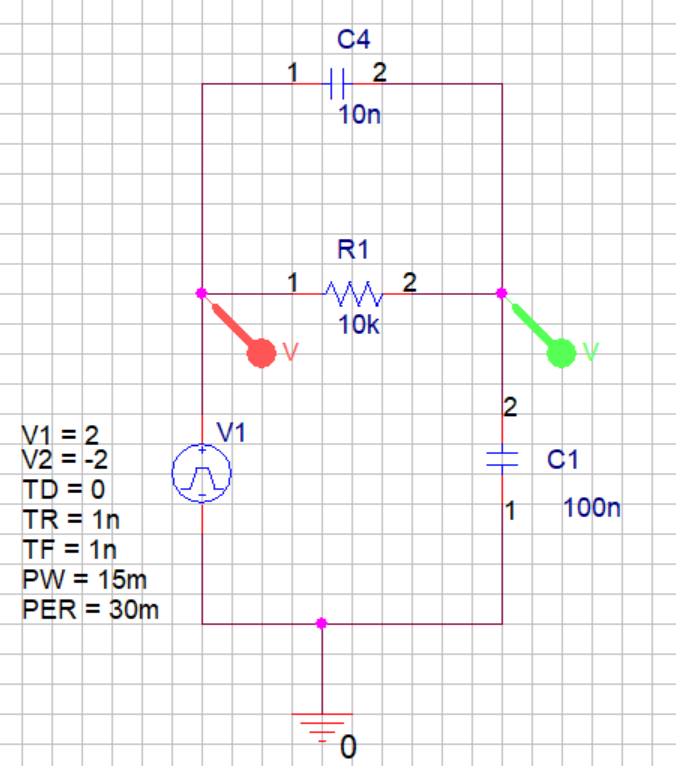 C4
1 2
10n
R1
1 2
10k
V V
2
V1
C1
1
100n
V1 = 2
V2 = -2
TD = 0
TR = 1n
TF = 1n
PW = 15m
PER = 30m
0